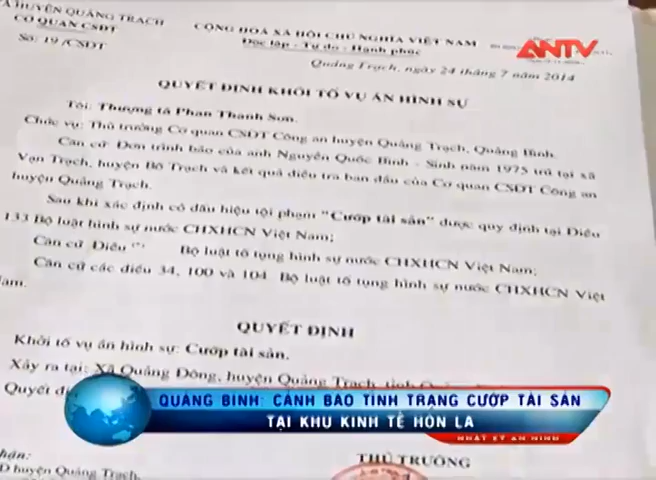 A HUYỆN QUẢNG TRẠCH
CƠ QUAN CSĐT
Số: 19 /CSĐT
CỘNG HOÀ XÃ HỘI CHỦ NGHĨA VIỆT NAM
Độc lập - Tự do - Hạnh phúc
ANTV
Quảng Trạch, ngày 24 tháng 7 năm 2014
QUYẾT ĐỊNH KHỞI TỐ VỤ ÁN HÌNH SỰ
Tôi: Thượng tá Phan Thanh Sơn.
Chức vụ: Thủ trưởng Cơ quan CSĐT Công an huyện Quảng Trạch, Quảng Bình.
Căn cứ: Đơn trình báo của anh Nguyễn Quốc Bình - Sinh năm 1975 trú tại xã
Vạn Trạch, huyện Bố Trạch và kết quả điều tra ban đầu của Cơ quan CSĐT Công an
huyện Quảng Trạch.
Sau khi xác định có dấu hiệu tội phạm "Cướp tài sản" được quy định tại Điều
133 Bộ luật hình sự nước CHXHCN Việt Nam;
Căn cứ Điều Bộ luật tố tụng hình sự nước CHXHCN Việt Nam;
Căn cứ các điều 34, 100 và 104 Bộ luật tố tụng hình sự nước CHXHCN Việt
Nam.
QUYẾT ĐỊNH
Khởi tố vụ án hình sự: Cướp tài sản.
Xảy ra tại: Xã Quảng Đông, huyện Quảng Trạch, tỉnh
Quyết
QUẢNG BÌNH: CẢNH BÁO TÌNH TRẠNG CƯỚP TÀI SẢN
TẠI KHU KINH TẾ HÒN LA
NHẬT KÝ AN NINH
nhận:
D huyện Quảng Trạch.
THỦ TRƯỞNG